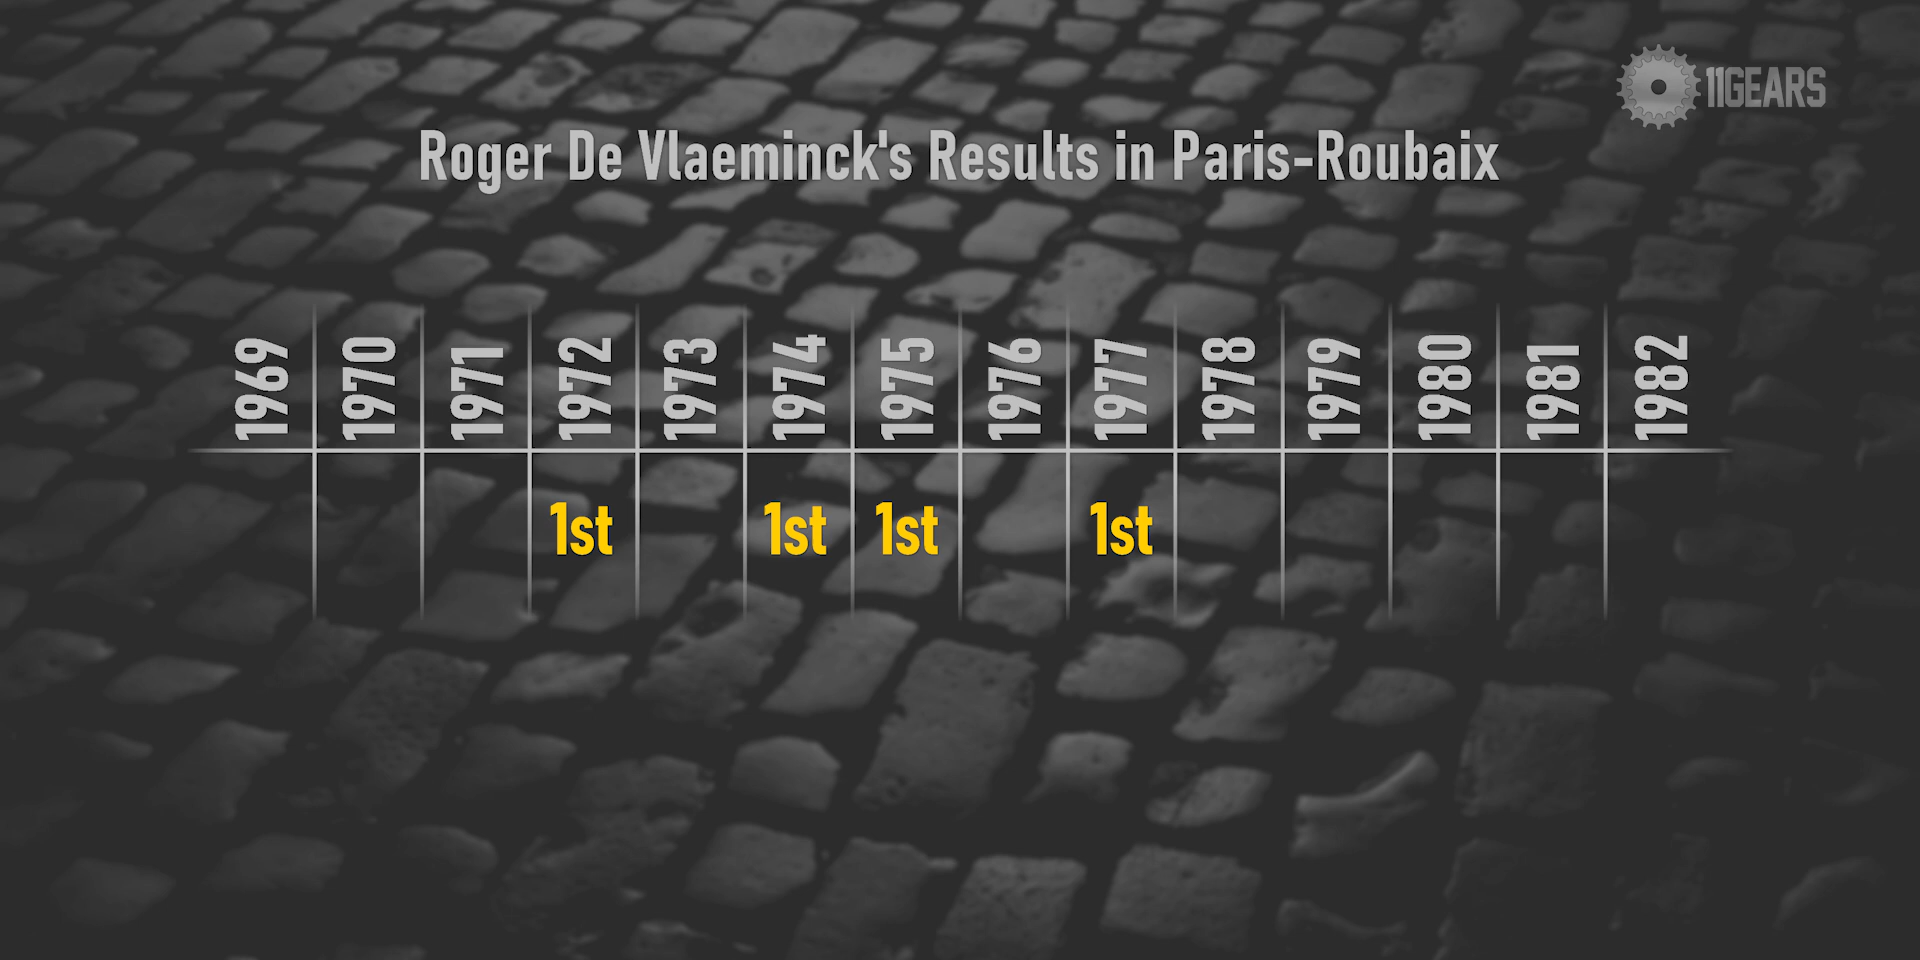 11GEARS
Roger De Vlaeminck's Results in Paris-Roubaix
1969 1970 1971 1972 1973 1974 1975 1976 1977 1978 1979 1980 1981 1982
1st 1st 1st 1st